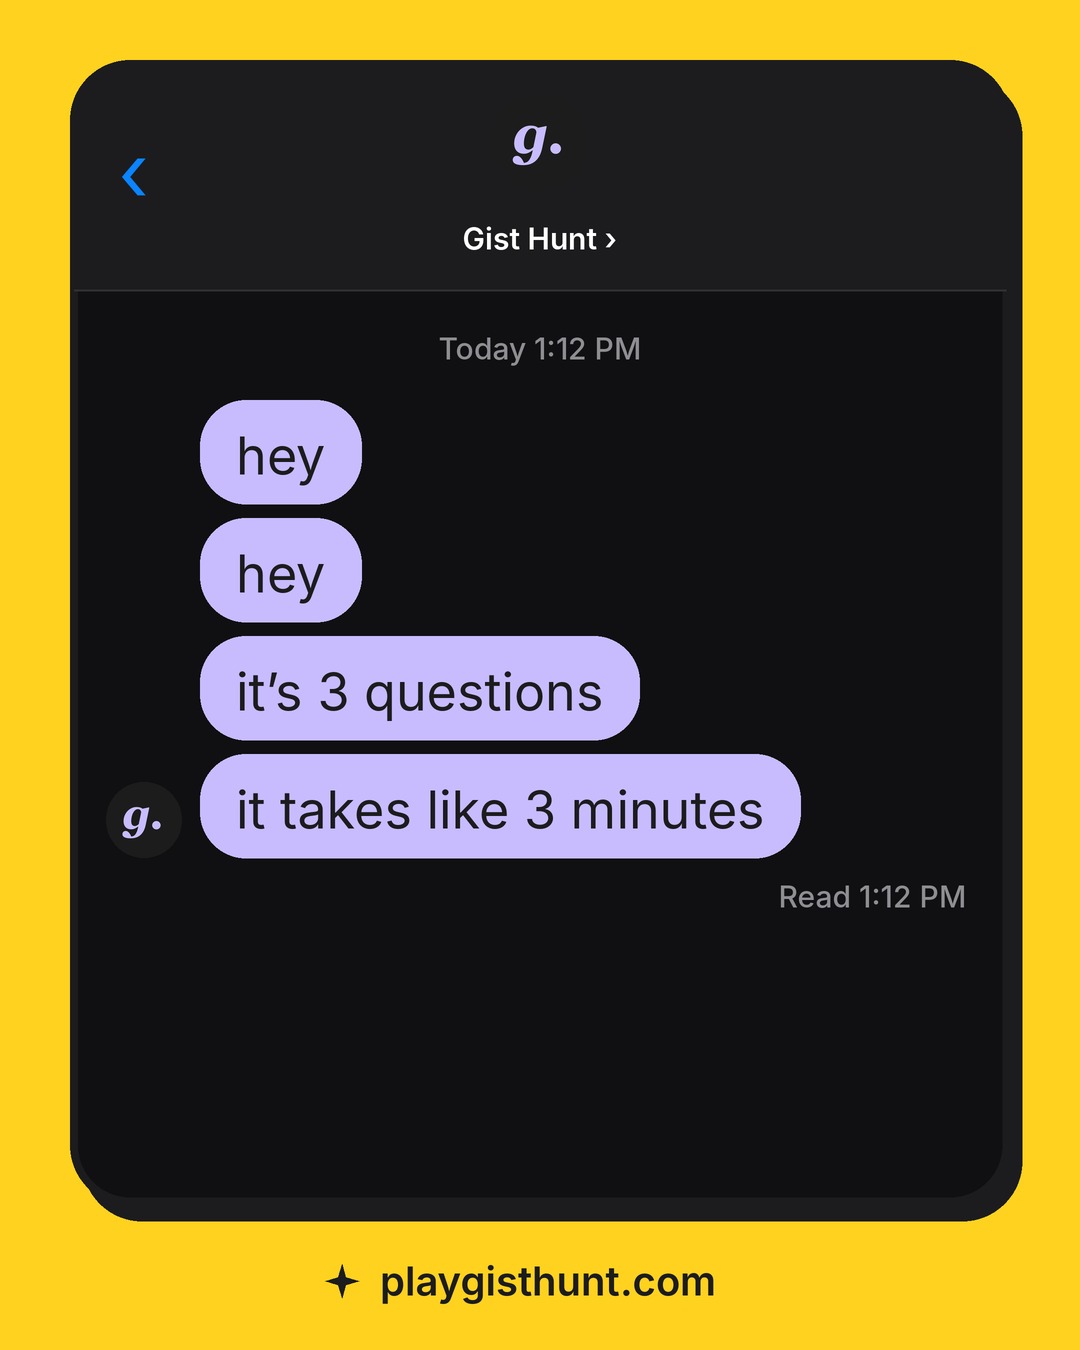 g.
Gist Hunt ›
Today 1:12 PM
hey
hey
it’s 3 questions
it takes like 3 minutes
g.
Read 1:12 PM
playgisthunt.com